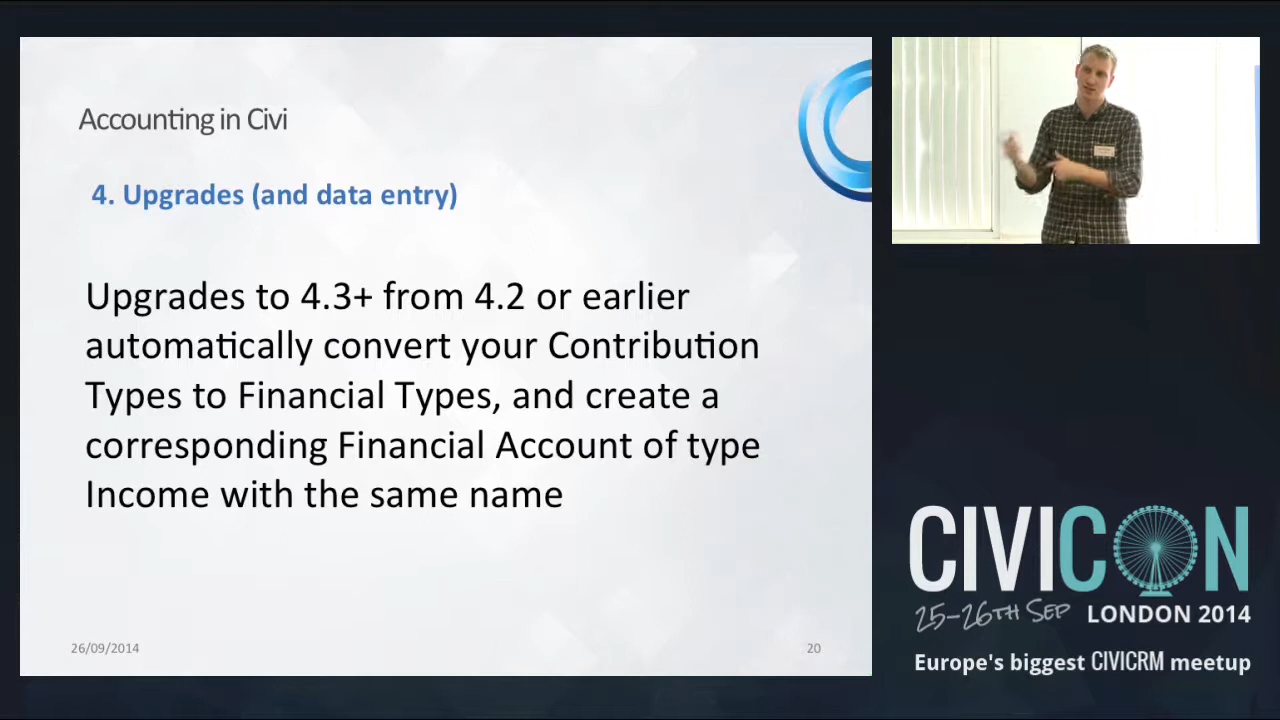 Accounting in Civi
4. Upgrades (and data entry)
Upgrades to 4.3+ from 4.2 or earlier
automatically convert your Contribution
Types to Financial Types, and create a
corresponding Financial Account of type
Income with the same name
26/09/2014
20
CIVICON
25-26TH SEP LONDON 2014
Europe's biggest CIVICRM meetup